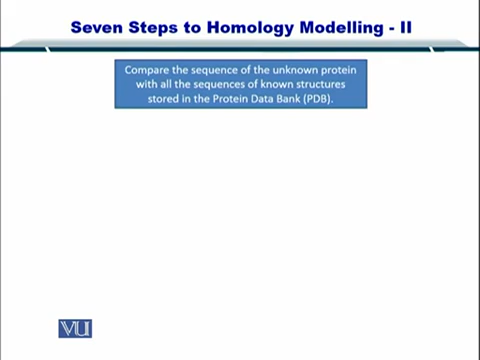 Seven Steps to Homology Modelling - II
Compare the sequence of the unknown protein
with all the sequences of known structures
stored in the Protein Data Bank (PDB).
VU